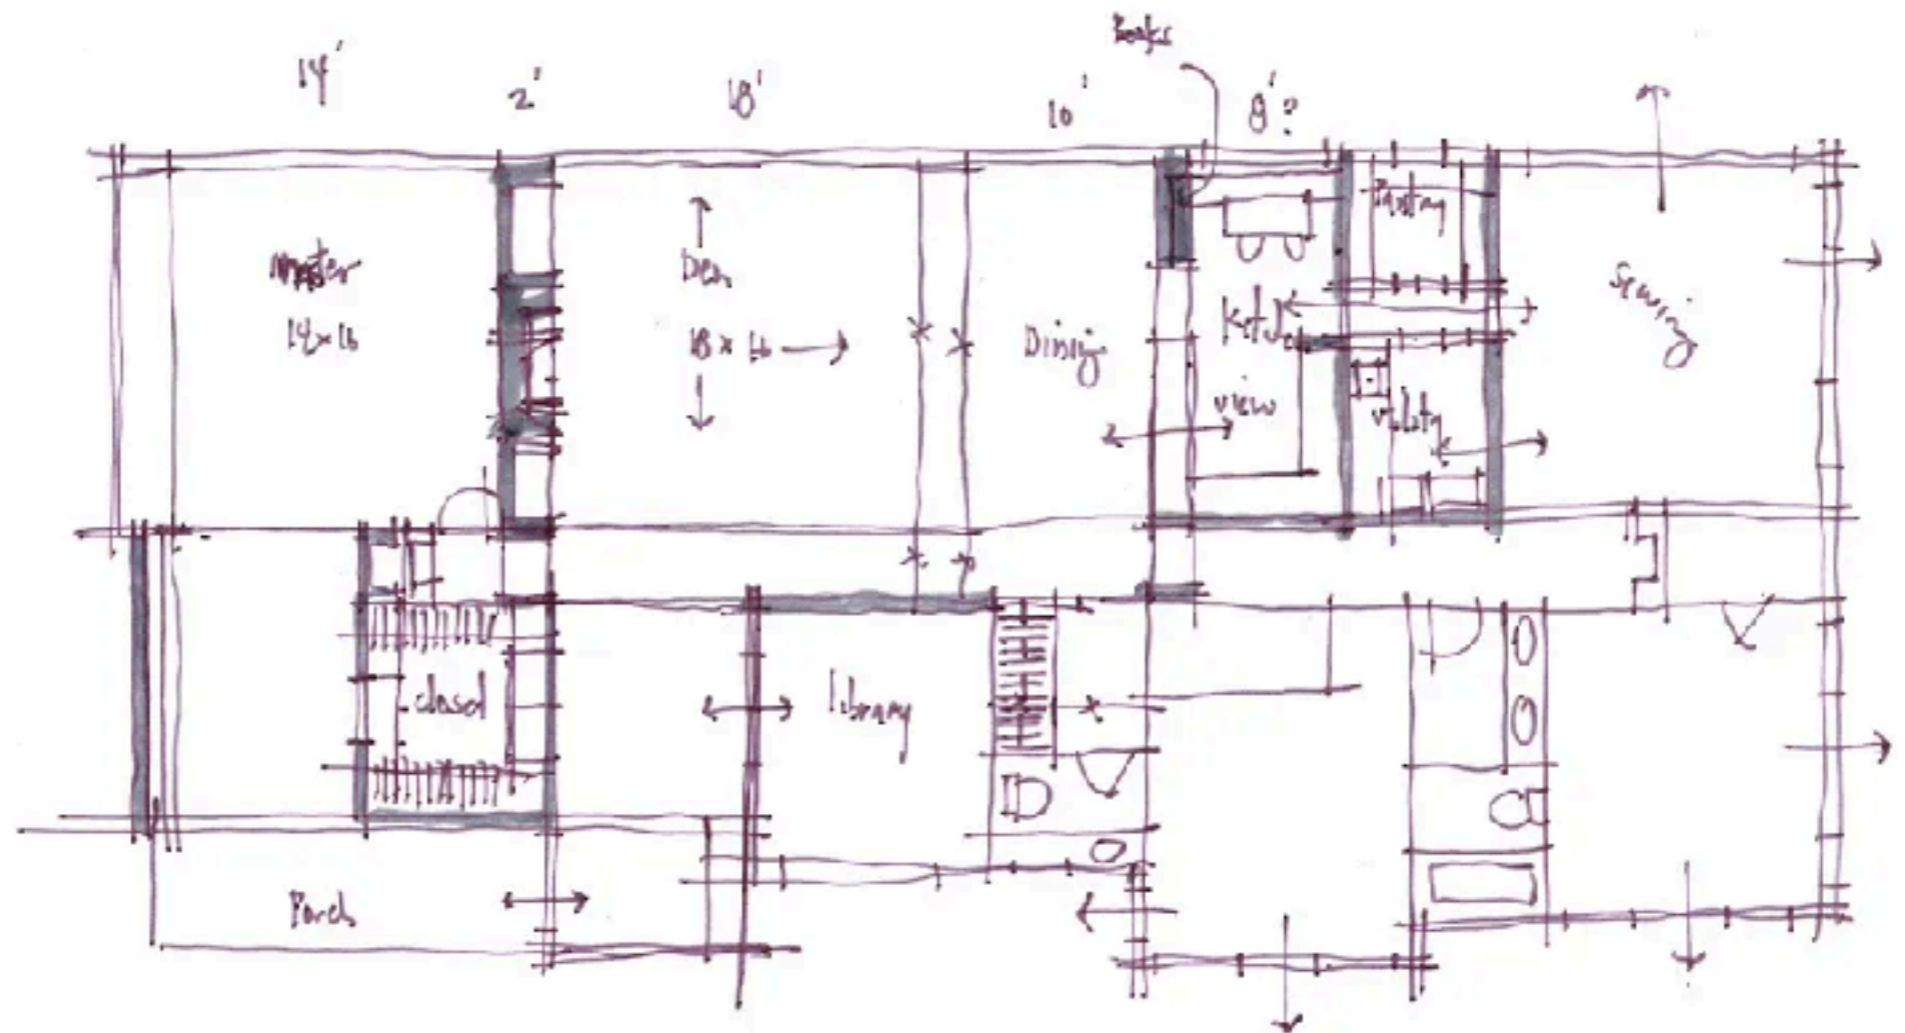 Books
14'
2'
18'
10'
8'?
Master
14x16
Den
18 x 16
Dining
Kitch
view
Pantry
utility
Sewing
closet
library
Porch